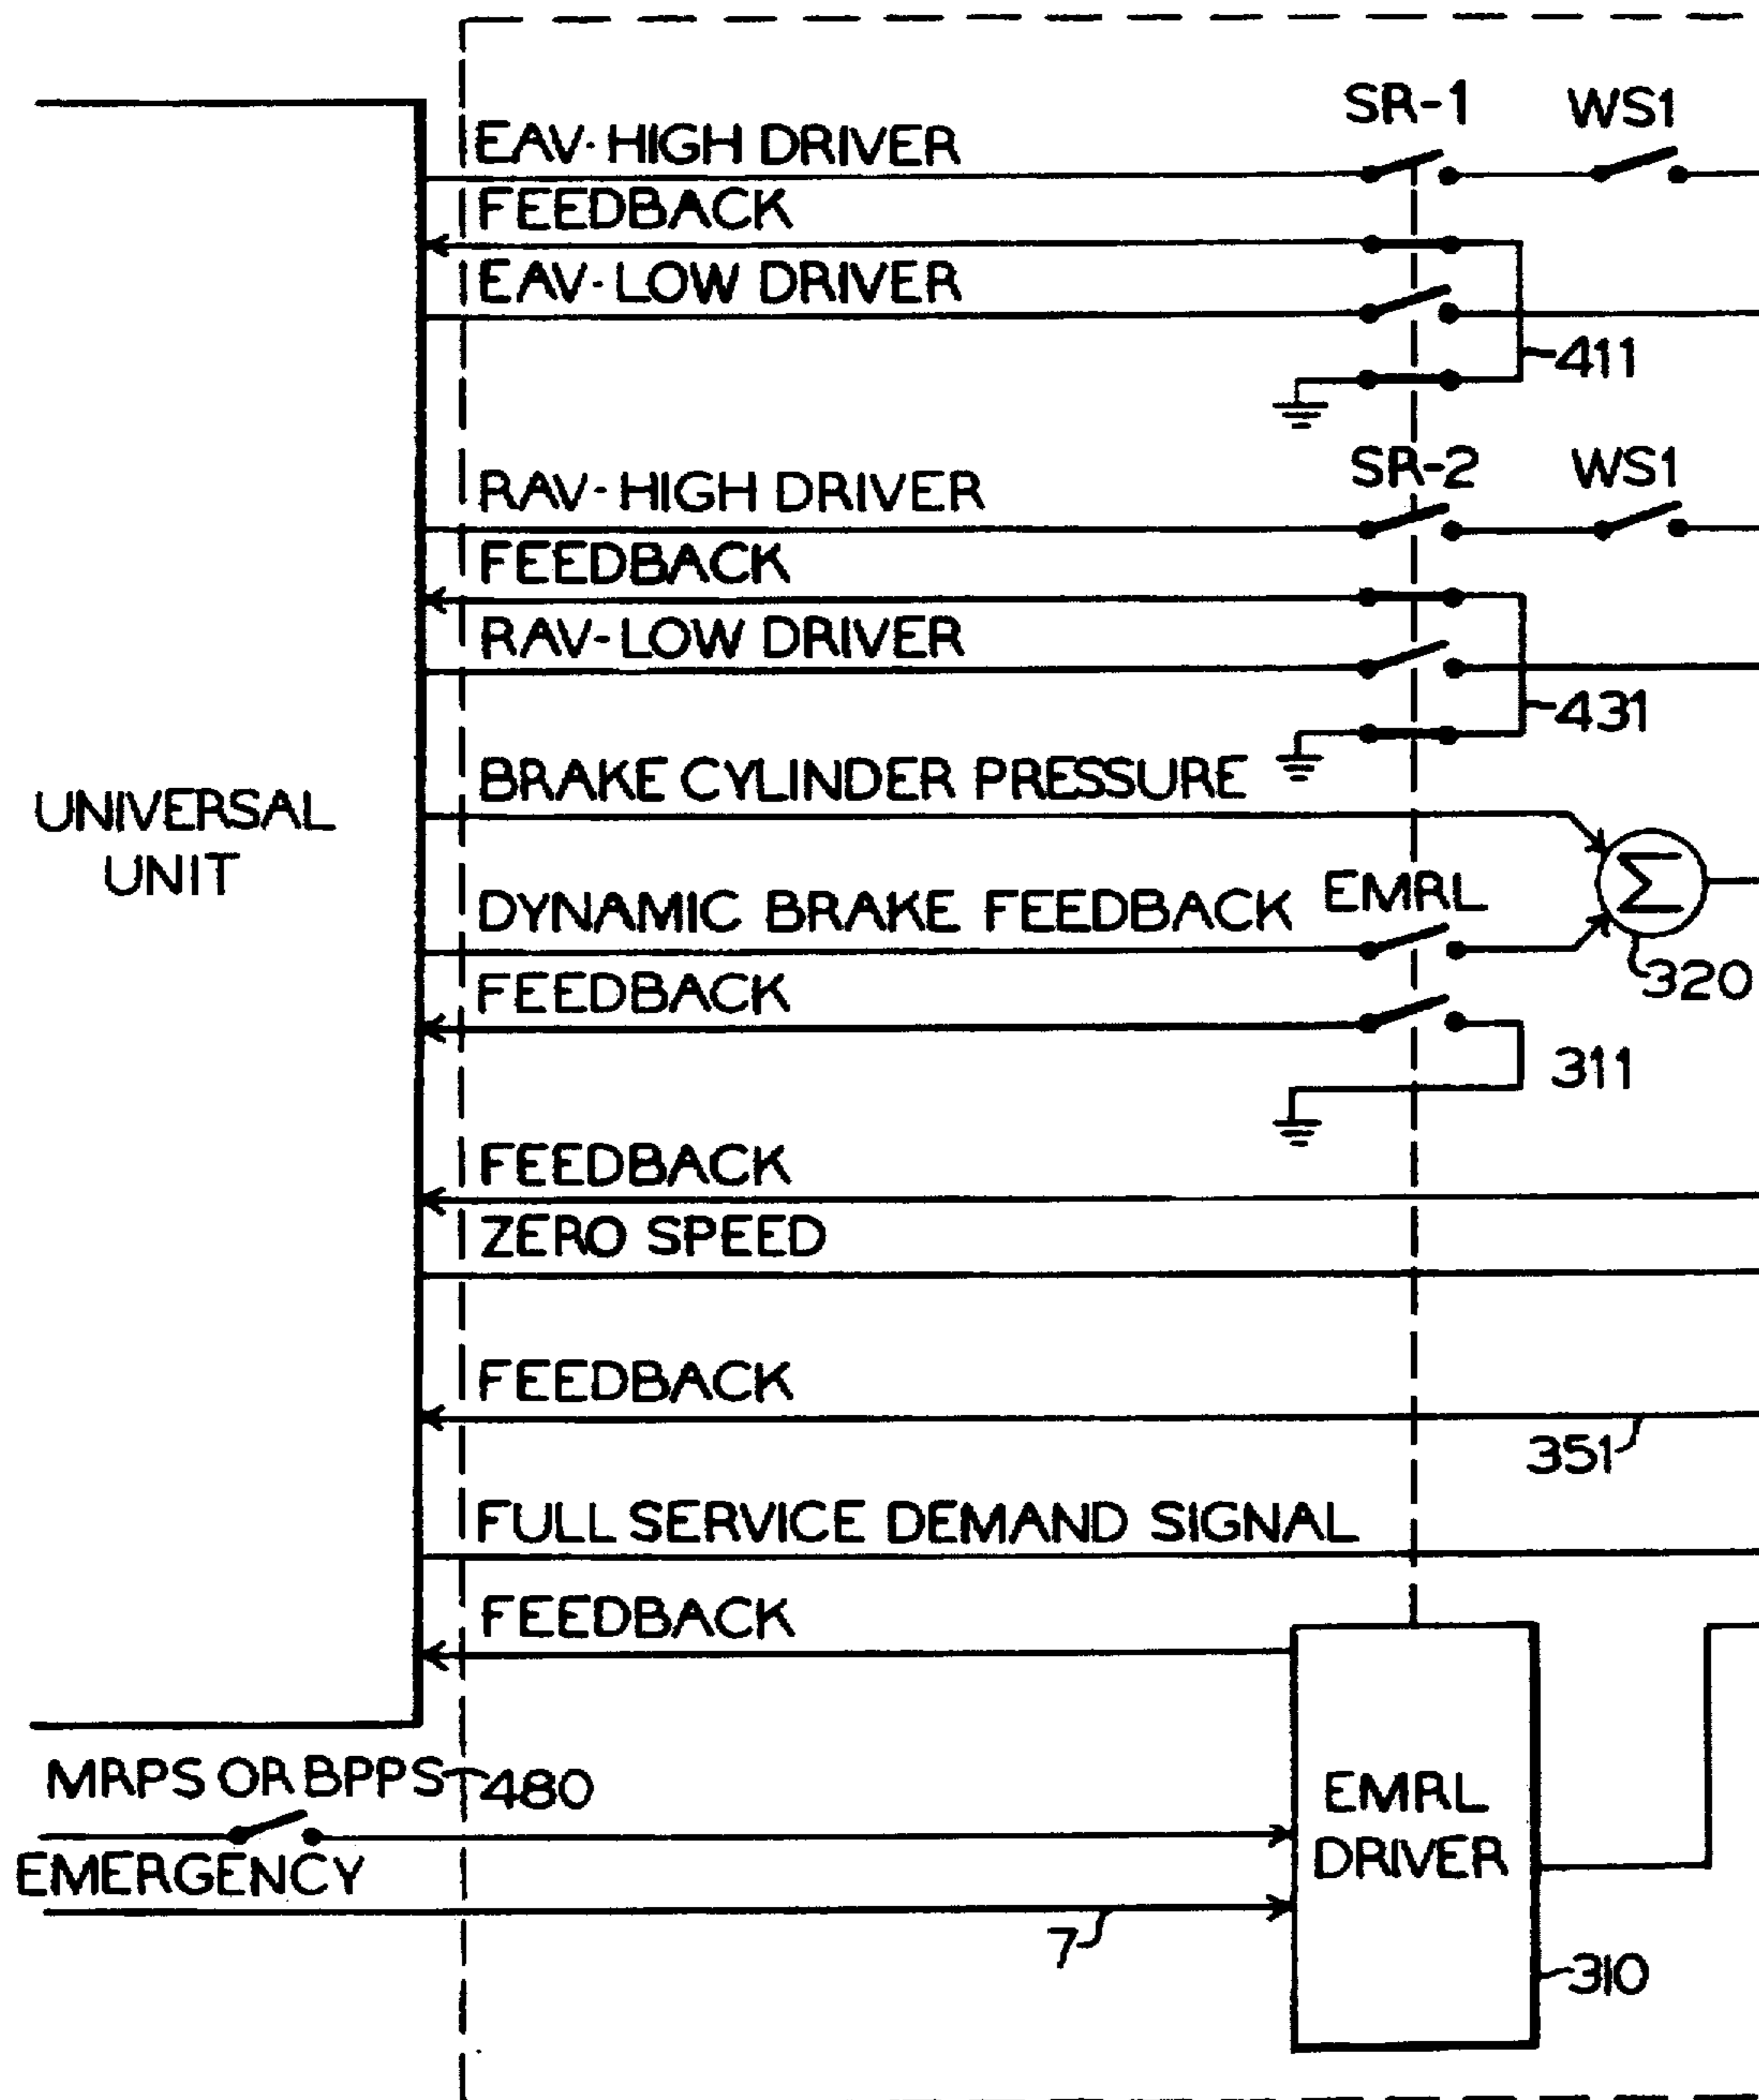 SR-1 WS1
EAV-HIGH DRIVER
FEEDBACK
EAV-LOW DRIVER
411
SR-2 WS1
RAV-HIGH DRIVER
FEEDBACK
RAV-LOW DRIVER
431
BRAKE CYLINDER PRESSURE
UNIVERSAL
UNIT
Σ
DYNAMIC BRAKE FEEDBACK EMRL
320
FEEDBACK
311
FEEDBACK
ZERO SPEED
FEEDBACK
351
FULL SERVICE DEMAND SIGNAL
FEEDBACK
MRPS OR BPPS 480
EMERGENCY
EMRL
DRIVER
7
310